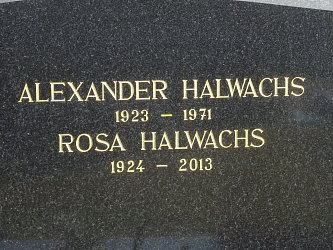 ALEXANDER HALWACHS
1923 – 1971
ROSA HALWACHS
1924 – 2013